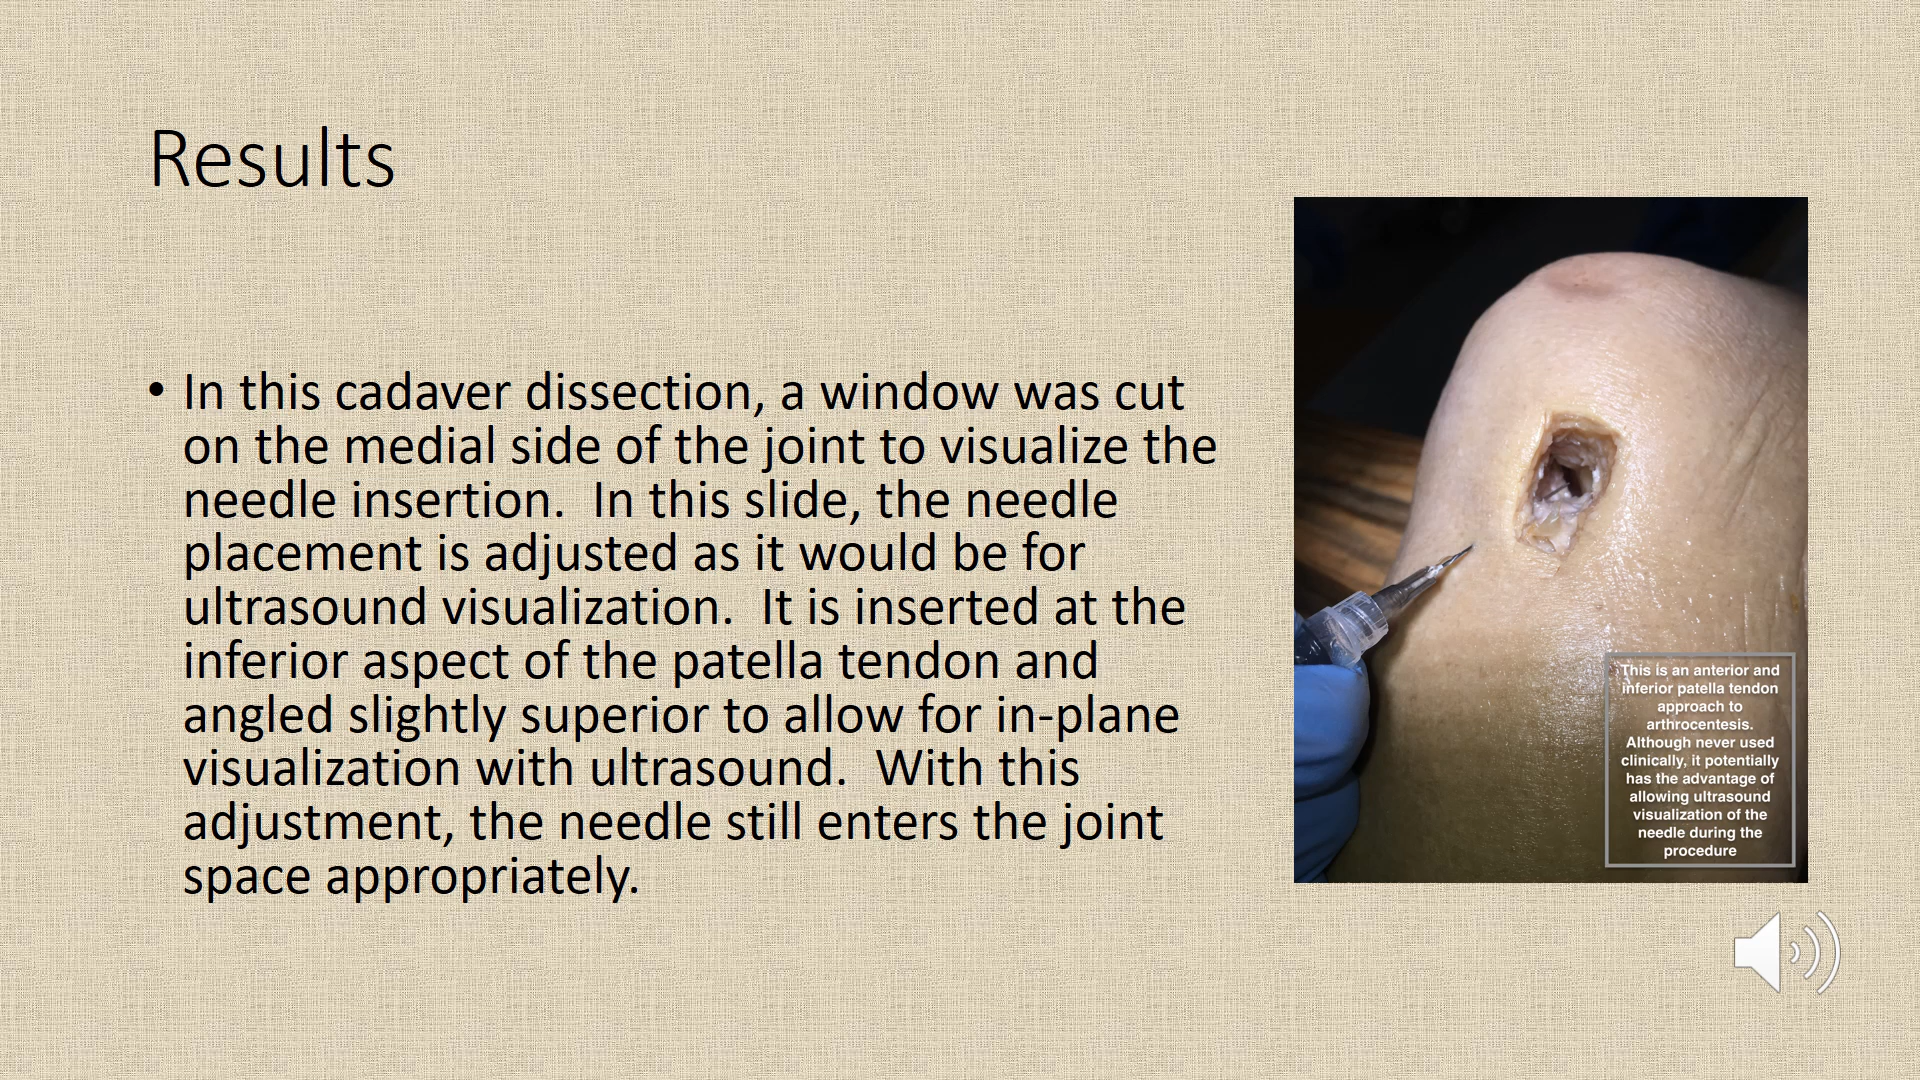 Results
• In this cadaver dissection, a window was cut
on the medial side of the joint to visualize the
needle insertion.  In this slide, the needle
placement is adjusted as it would be for
ultrasound visualization.  It is inserted at the
inferior aspect of the patella tendon and
angled slightly superior to allow for in-plane
visualization with ultrasound.  With this
adjustment, the needle still enters the joint
space appropriately.
This is an anterior and
inferior patella tendon
approach to
arthrocentesis.
Although never used
clinically, it potentially
has the advantage of
allowing ultrasound
visualization of the
needle during the
procedure